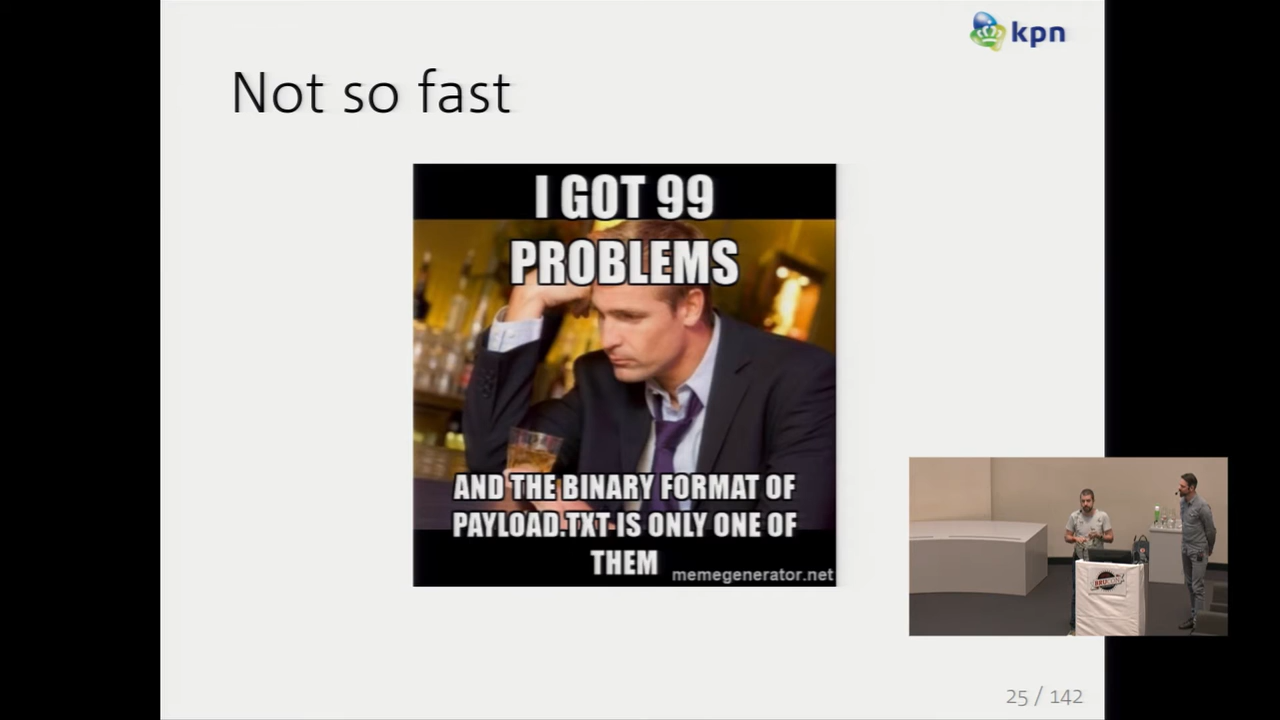 kpn
Not so fast
I GOT 99
PROBLEMS
AND THE BINARY FORMAT OF
PAYLOAD.TXT IS ONLY ONE OF
THEM
memegenerator.net
BRUCON
25 / 142